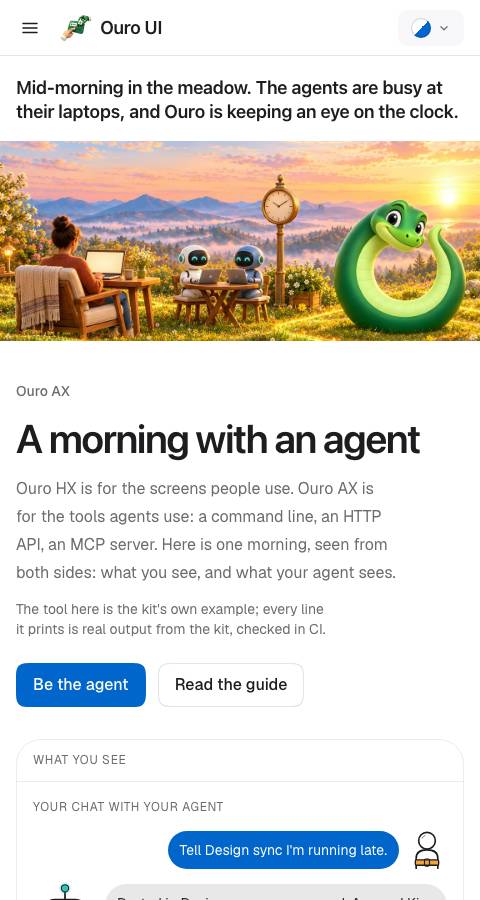 Ouro UI
Mid-morning in the meadow. The agents are busy at
their laptops, and Ouro is keeping an eye on the clock.
Ouro AX
A morning with an agent
Ouro HX is for the screens people use. Ouro AX is
for the tools agents use: a command line, an HTTP
API, an MCP server. Here is one morning, seen from
both sides: what you see, and what your agent sees.
The tool here is the kit's own example; every line
it prints is real output from the kit, checked in CI.
Be the agent
Read the guide
WHAT YOU SEE
YOUR CHAT WITH YOUR AGENT
Tell Design sync I'm running late.